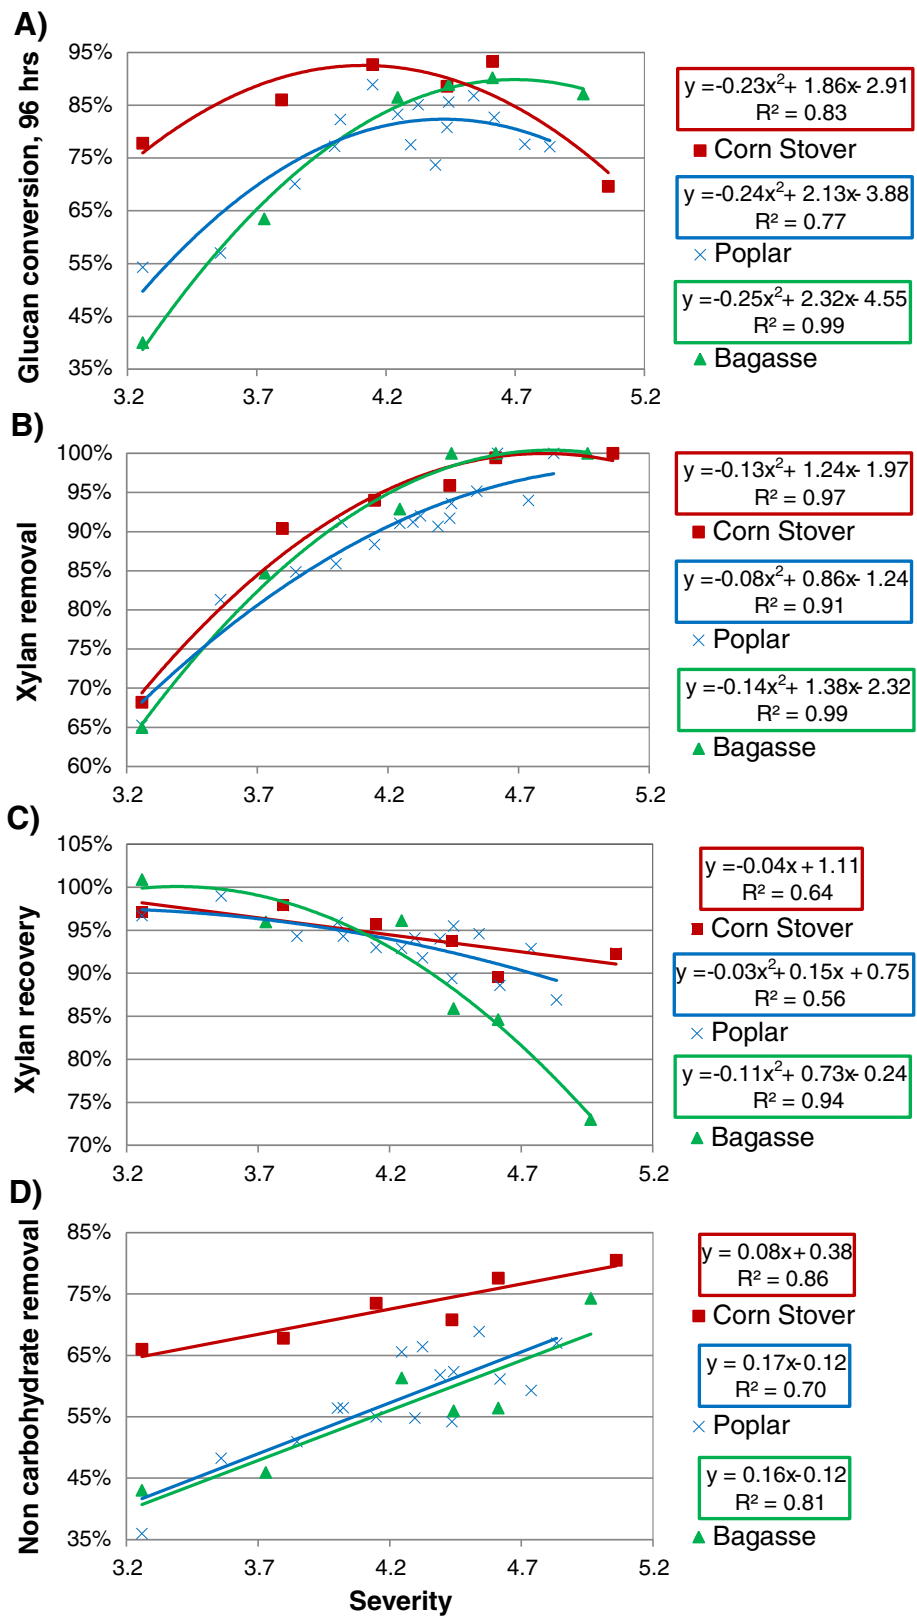 A)
Glucan conversion, 96 hrs
95%
85%
75%
65%
55%
45%
35%
3.2 3.7 4.2 4.7 5.2
y =-0.23x²+ 1.86x- 2.91
R² = 0.83
Corn Stover
y =-0.24x²+ 2.13x- 3.88
R² = 0.77
Poplar
y =-0.25x²+ 2.32x- 4.55
R² = 0.99
Bagasse
B)
Xylan removal
100%
95%
90%
85%
80%
75%
70%
65%
60%
3.2 3.7 4.2 4.7 5.2
y =-0.13x²+ 1.24x- 1.97
R² = 0.97
Corn Stover
y =-0.08x²+ 0.86x- 1.24
R² = 0.91
Poplar
y =-0.14x²+ 1.38x- 2.32
R² = 0.99
Bagasse
C)
Xylan recovery
105%
100%
95%
90%
85%
80%
75%
70%
3.2 3.7 4.2 4.7 5.2
y =-0.04x + 1.11
R² = 0.64
Corn Stover
y =-0.03x²+ 0.15x + 0.75
R² = 0.56
Poplar
y =-0.11x²+ 0.73x- 0.24
R² = 0.94
Bagasse
D)
Non carbohydrate removal
85%
75%
65%
55%
45%
35%
3.2 3.7 4.2 4.7 5.2
Severity
y = 0.08x+ 0.38
R² = 0.86
Corn Stover
y = 0.17x-0.12
R² = 0.70
Poplar
y = 0.16x-0.12
R² = 0.81
Bagasse